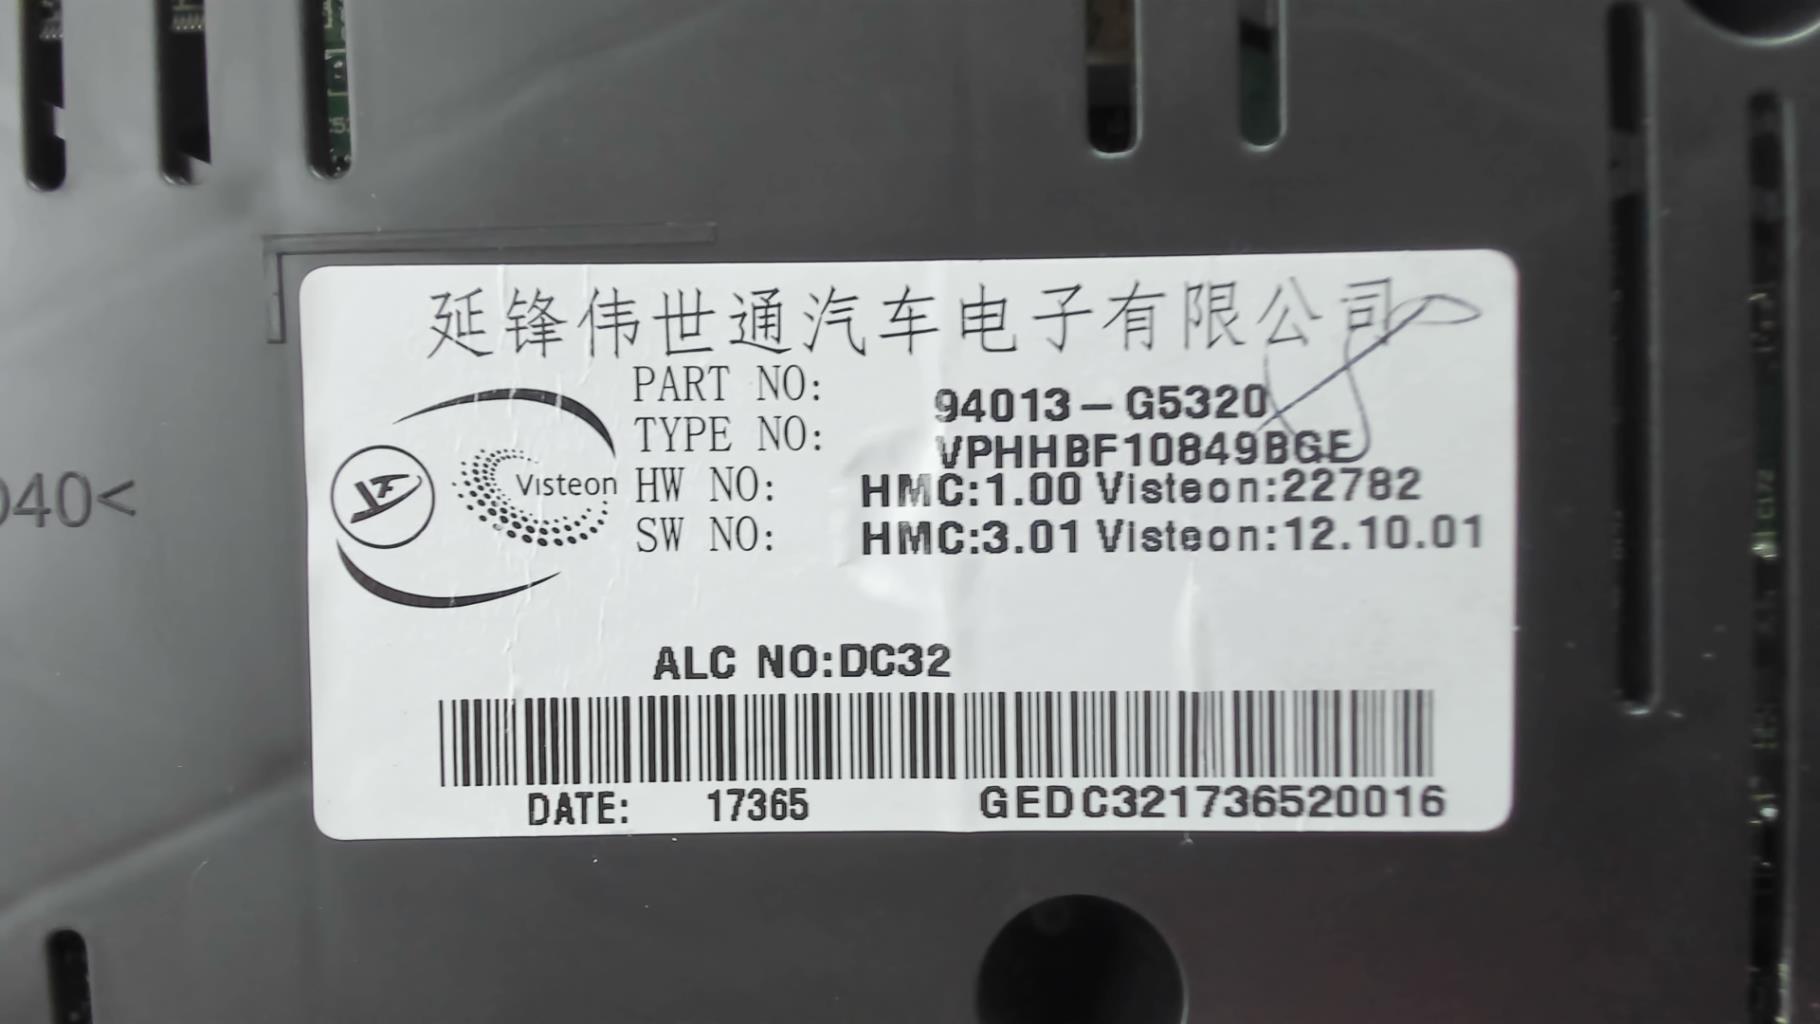 延锋伟世通汽车电子有限公司
PART NO: 94013-G5320
TYPE NO: VPHHBF10849BGE
Visteon
HW NO: HMC:1.00 Visteon:22782
SW NO: HMC:3.01 Visteon:12.10.01
ALC NO:DC32
DATE: 17365 GEDC321736520016
040<